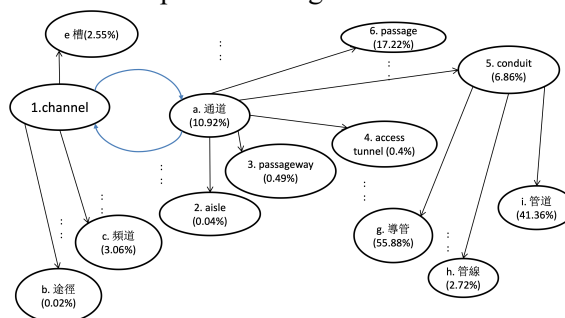 e 槽(2.55%)
6. passage
(17.22%)
5. conduit
(6.86%)
1.channel
a. 通道
(10.92%)
4. access
tunnel (0.4%)
3. passageway
(0.49%)
2. aisle
(0.04%)
i. 管道
(41.36%)
c. 頻道
(3.06%)
g. 導管
(55.88%)
h. 管線
(2.72%)
b. 途徑
(0.02%)